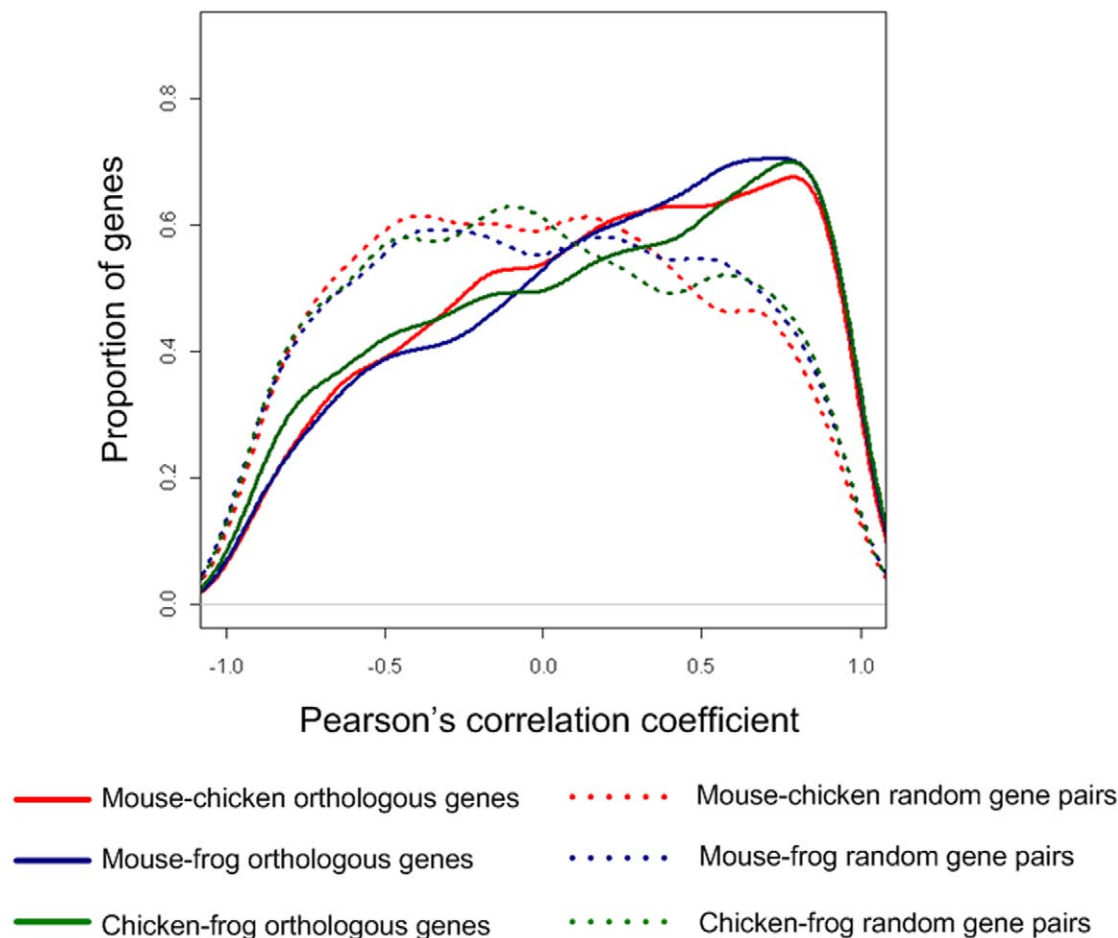 Proportion of genes
0.8
0.6
0.4
0.2
0.0
-1.0 -0.5 0.0 0.5 1.0
Pearson’s correlation coefficient
Mouse-chicken orthologous genes Mouse-chicken random gene pairs
Mouse-frog orthologous genes Mouse-frog random gene pairs
Chicken-frog orthologous genes Chicken-frog random gene pairs